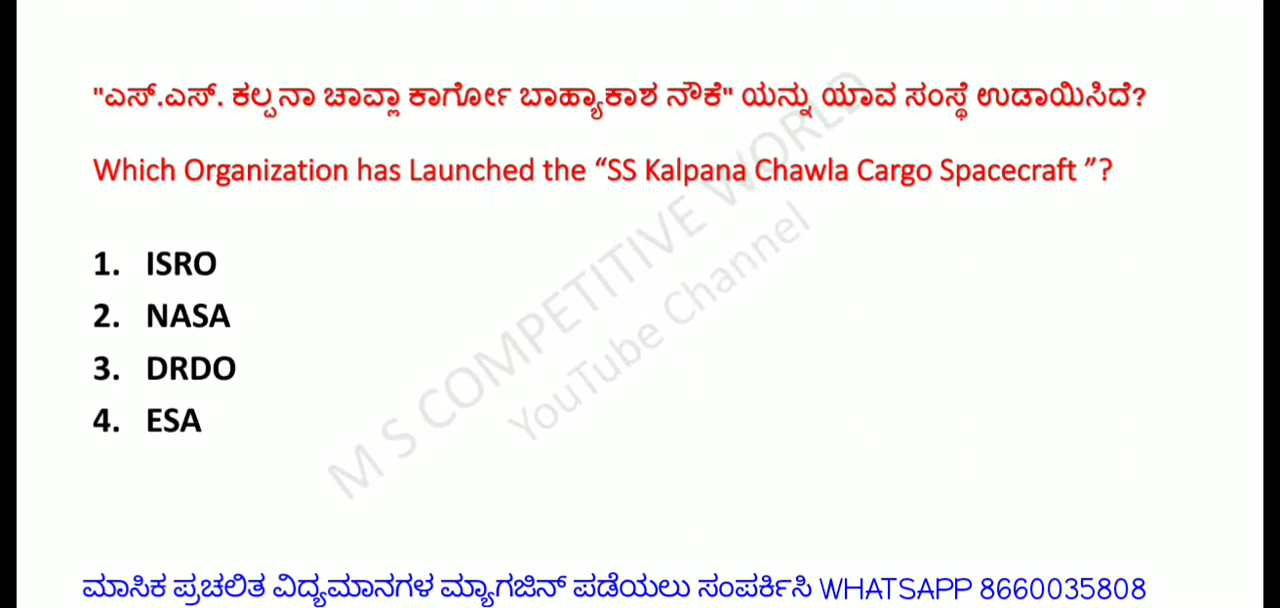 "ಎಸ್.ಎಸ್. ಕಲ್ಪನಾ ಚಾವ್ಲಾ ಕಾರ್ಗೋ ಬಾಹ್ಯಾಕಾಶ ನೌಕೆ" ಯನ್ನು ಯಾವ ಸಂಸ್ಥೆ ಉಡಾಯಿಸಿದೆ?
Which Organization has Launched the “SS Kalpana Chawla Cargo Spacecraft ”?
1. ISRO
2. NASA
3. DRDO
4. ESA
M S COMPETITIVE WORLD
YouTube Channel
ಮಾಸಿಕ ಪ್ರಚಲಿತ ವಿದ್ಯಮಾನಗಳ ಮ್ಯಾಗಜಿನ್ ಪಡೆಯಲು ಸಂಪರ್ಕಿಸಿ WHATSAPP 8660035808